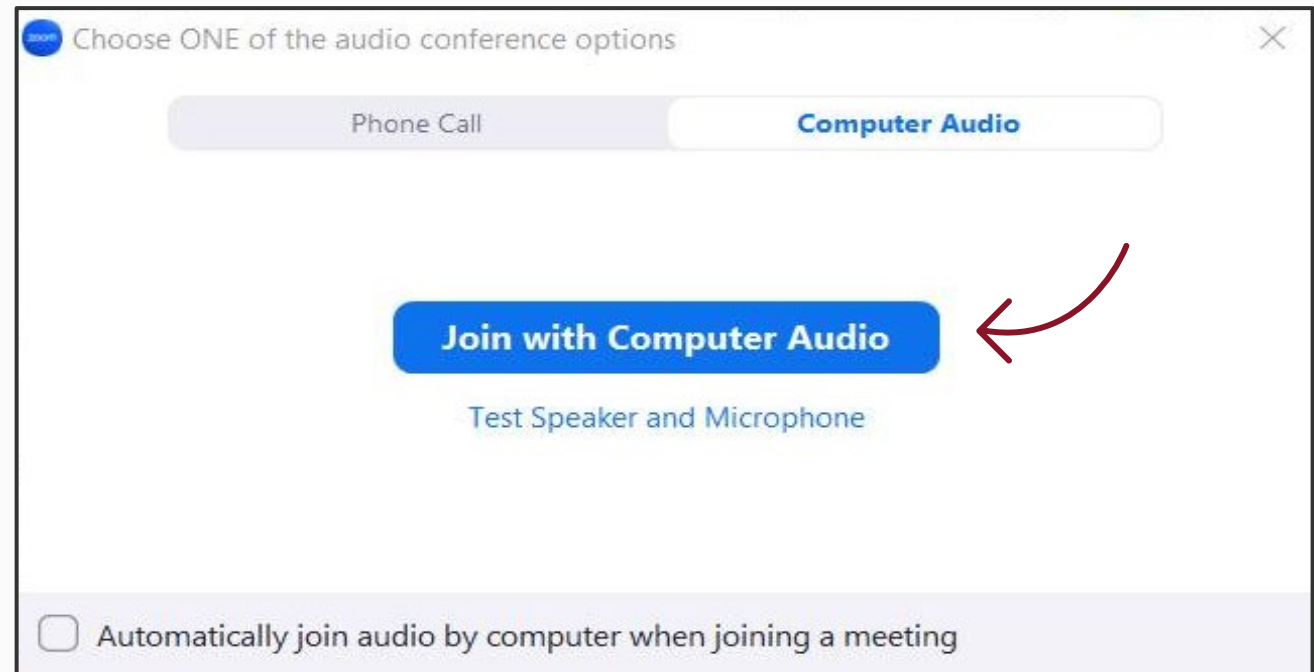 zoom Choose ONE of the audio conference options
Phone Call Computer Audio
Join with Computer Audio
Test Speaker and Microphone
Automatically join audio by computer when joining a meeting